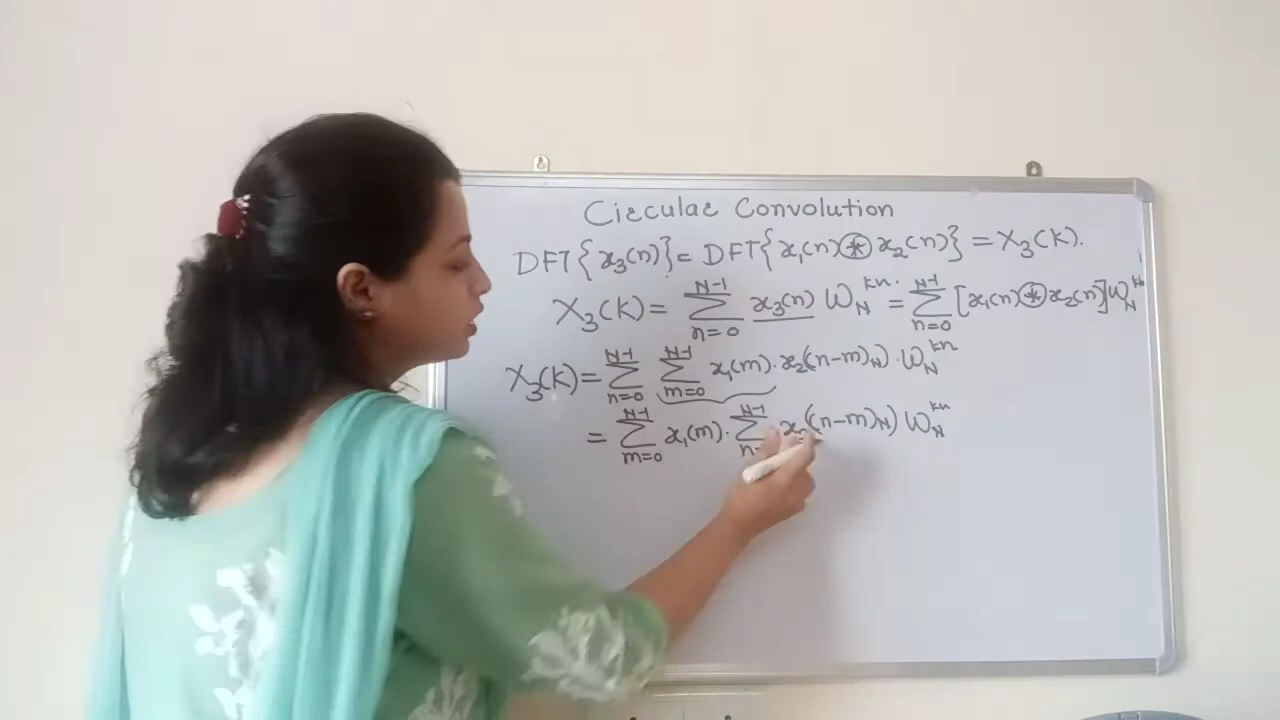 Circular Convolution
DFT{x₃(n)} = DFT{x₁(n) ⊛ x₂(n)} = X₃(K).
X₃(K) = Σ_{n=0}^{N-1} x₃(n) W_N^{kn}. = Σ_{n=0}^{N-1} [x₁(n) ⊛ x₂(n)] W_N^{kn}
X₃(K) = Σ_{n=0}^{N-1} Σ_{m=0}^{N-1} x₁(m) · x₂((n-m)_N) · W_N^{kn}
= Σ_{m=0}^{N-1} x₁(m) · Σ_{n=}^{N-1} x₂((n-m)_N) W_N^{kn}